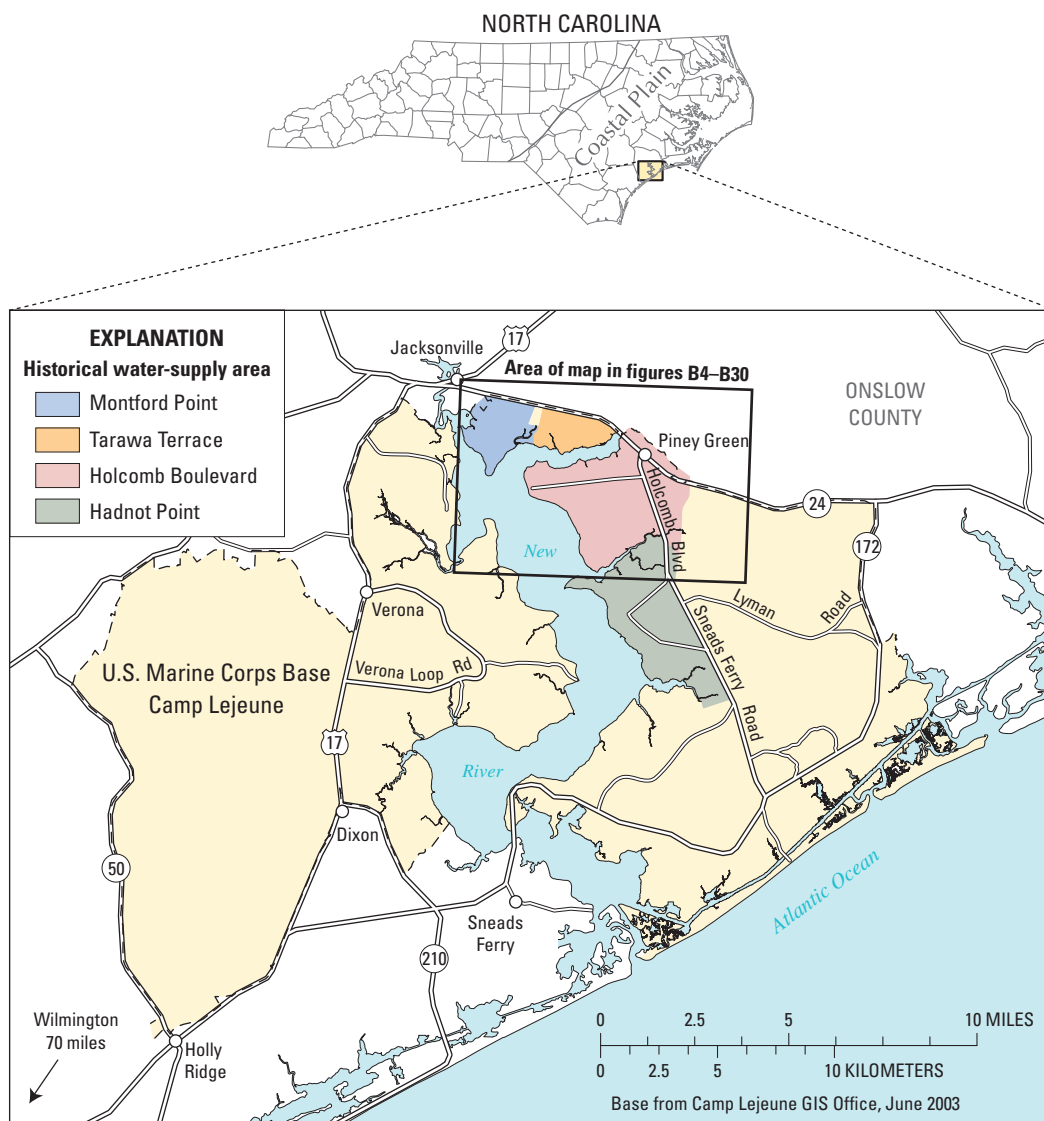 NORTH CAROLINA
Coastal Plain
EXPLANATION
Historical water-supply area
Montford Point
Tarawa Terrace
Holcomb Boulevard
Hadnot Point
Jacksonville
17
Area of map in figures B4–B30
ONSLOW
COUNTY
Piney Green
Holcomb Blvd
24
172
New
Verona
Lyman Road
Verona Loop Rd
Sneads Ferry Road
U.S. Marine Corps Base
Camp Lejeune
17
River
Dixon
50
Atlantic Ocean
Sneads
Ferry
210
Wilmington
70 miles
Holly
Ridge
0 2.5 5 10 MILES
0 2.5 5 10 KILOMETERS
Base from Camp Lejeune GIS Office, June 2003